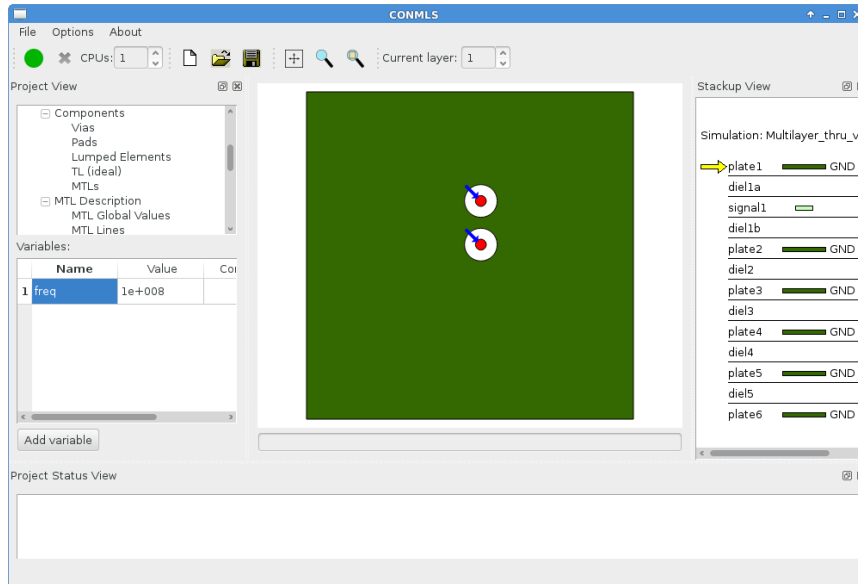 CONMLS
File Options About
CPUs: 1 Current layer: 1
Project View
Components
Vias
Pads
Lumped Elements
TL (ideal)
MTLs
MTL Description
MTL Global Values
MTL Lines
Variables:
Name Value Co
1 freq 1e+008
Add variable
Stackup View
Simulation: Multilayer_thru_v
plate1 GND
diel1a
signal1
diel1b
plate2 GND
diel2
plate3 GND
diel3
plate4 GND
diel4
plate5 GND
diel5
plate6 GND
Project Status View